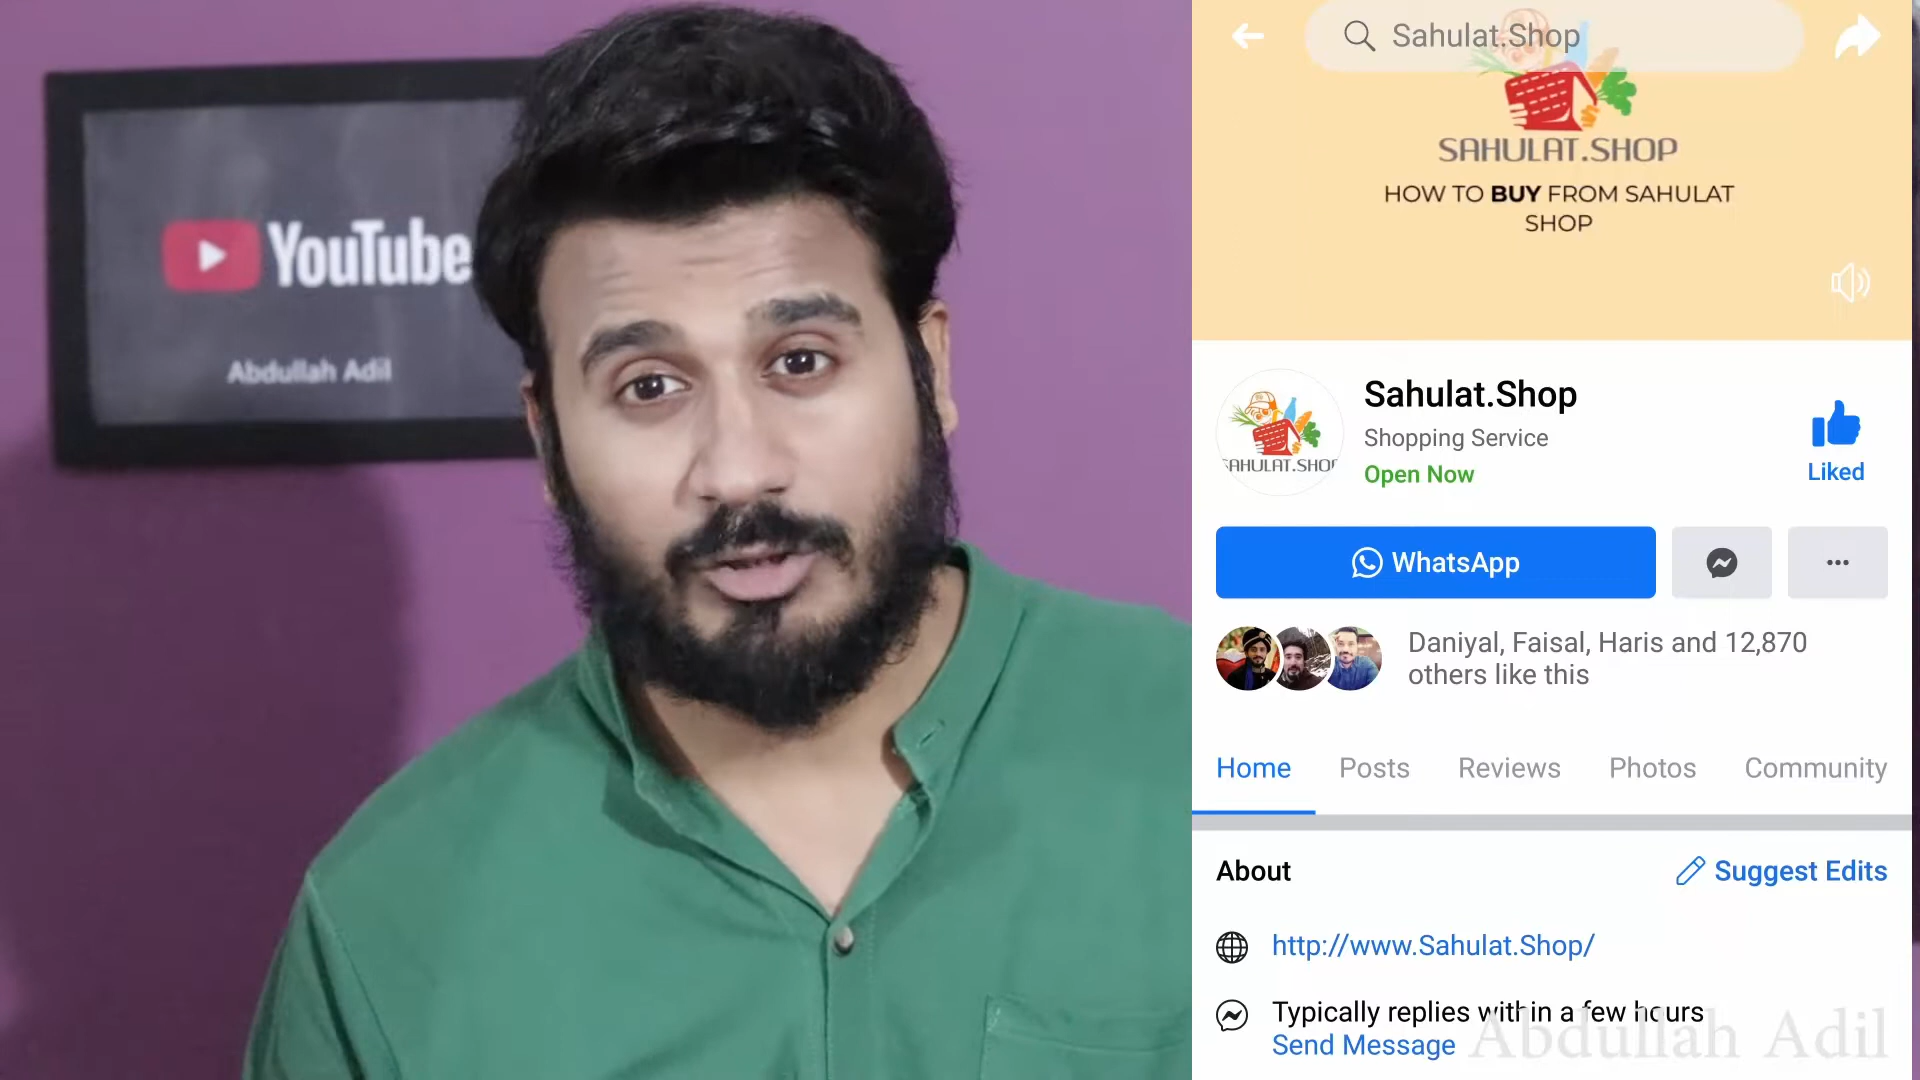 YouTube
Abdullah Adil
Sahulat.Shop
SAHULAT.SHOP
HOW TO BUY FROM SAHULAT
SHOP
Sahulat.Shop
Shopping Service
Open Now
Liked
AHULAT.SHOP
WhatsApp
Daniyal, Faisal, Haris and 12,870
others like this
Home Posts Reviews Photos Community
About
Suggest Edits
http://www.Sahulat.Shop/
Typically replies within a few hours
Send Message
Abdullah Adil